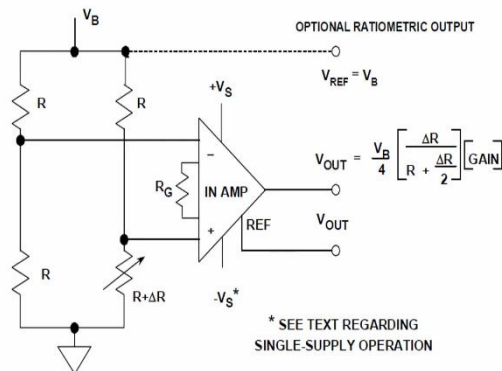 V_B
OPTIONAL RATIOMETRIC OUTPUT
V_REF = V_B
+V_S
R
R
−
R_G
IN AMP
V_OUT = V_B/4 [ΔR / (R + ΔR/2)] [GAIN]
V_OUT
REF
+
R
R+ΔR
-V_S*
* SEE TEXT REGARDING
SINGLE-SUPPLY OPERATION